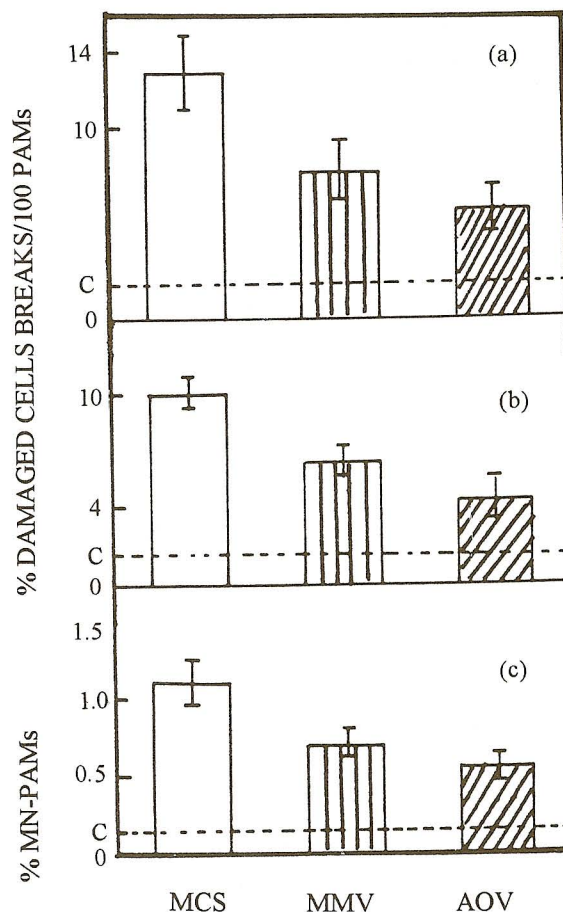 % DAMAGED CELLS BREAKS/100 PAMs
14
(a)
10
C
0
10
(b)
4
C
0
% MN-PAMs
1.5
(c)
1.0
0.5
C
0
MCS MMV AOV